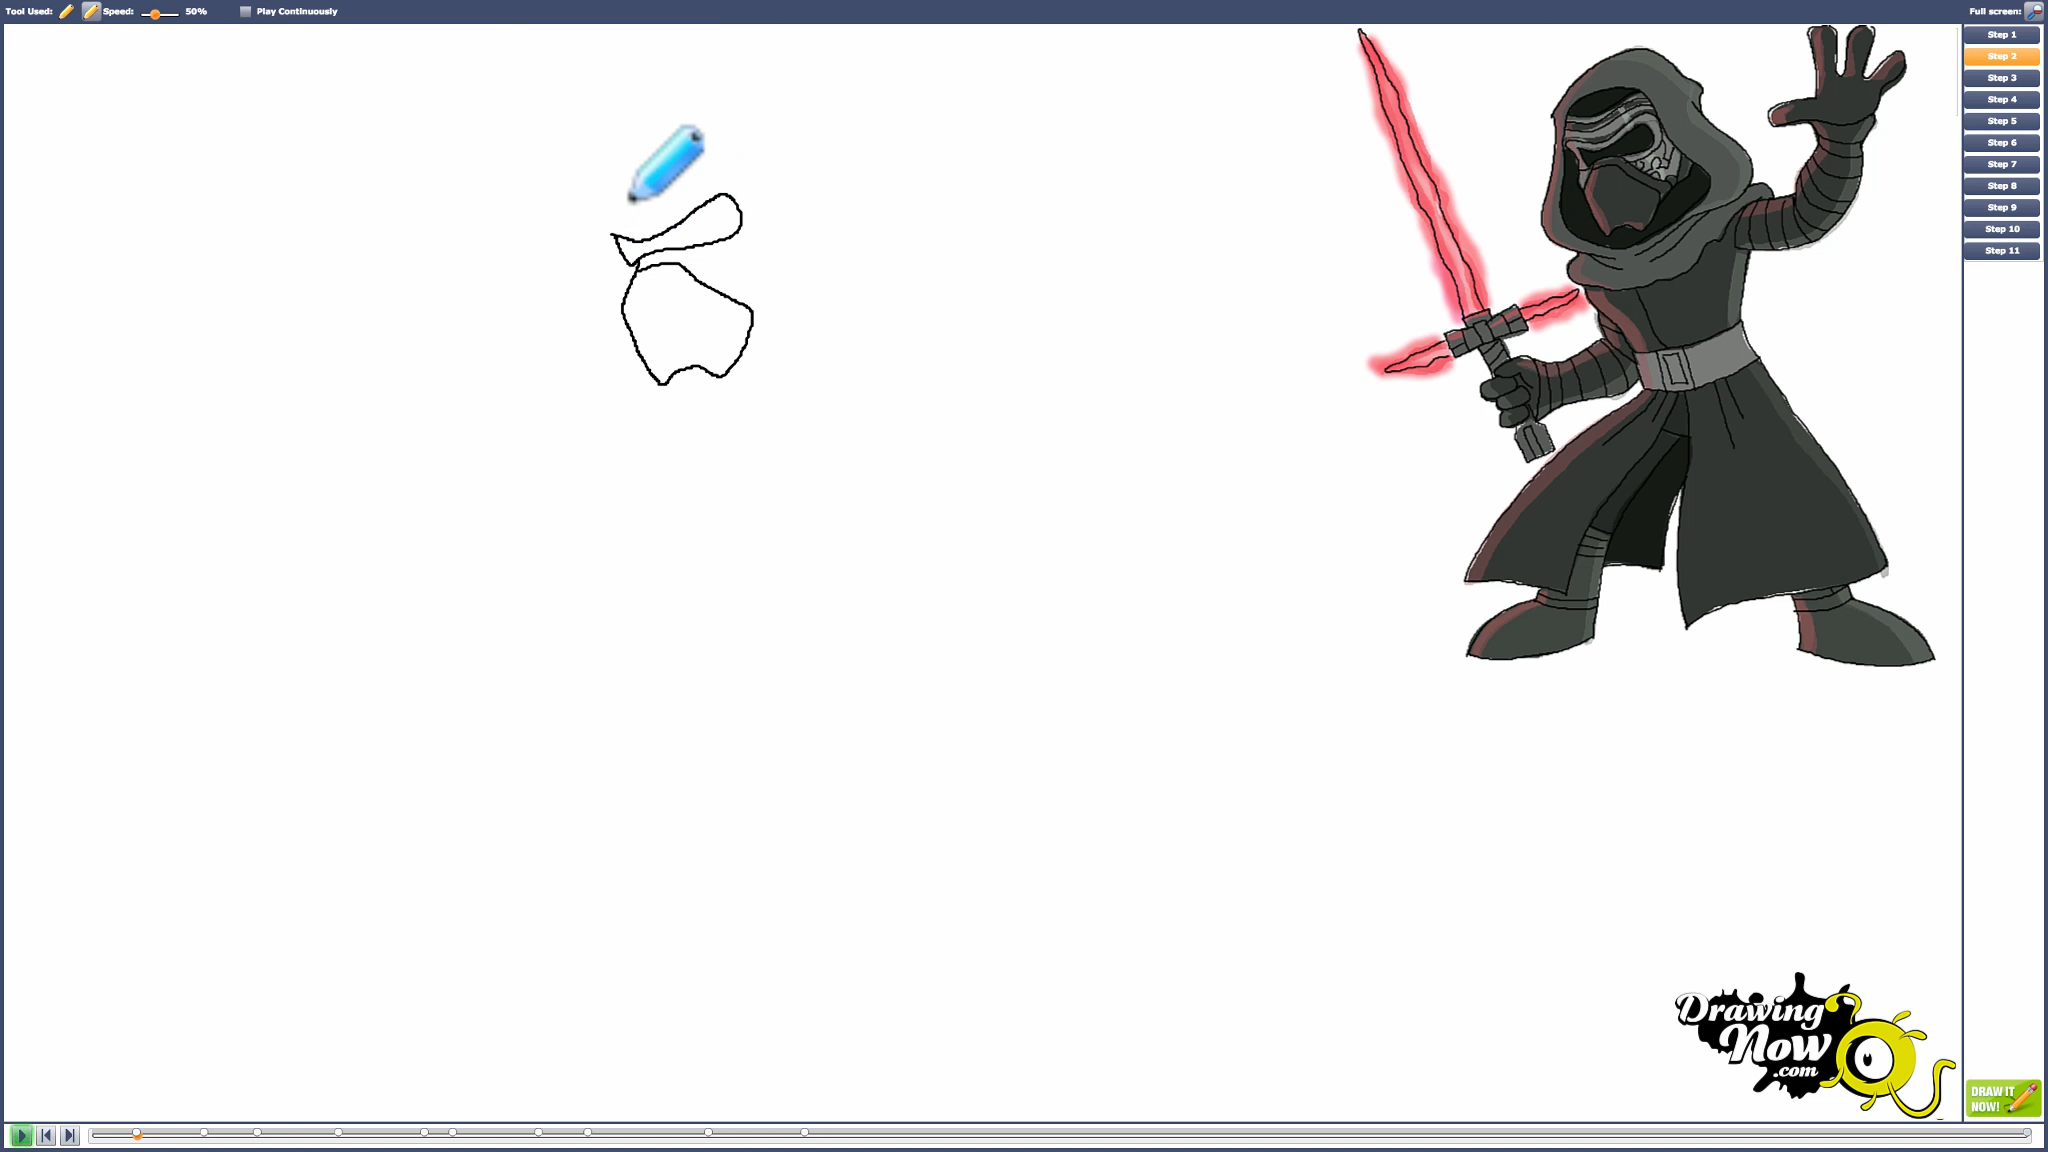 Tool Used:
Speed:
50%
Play Continuously
Full screen:
Step 1
Step 2
Step 3
Step 4
Step 5
Step 6
Step 7
Step 8
Step 9
Step 10
Step 11
Drawing
Now
.com
DRAW IT
NOW!